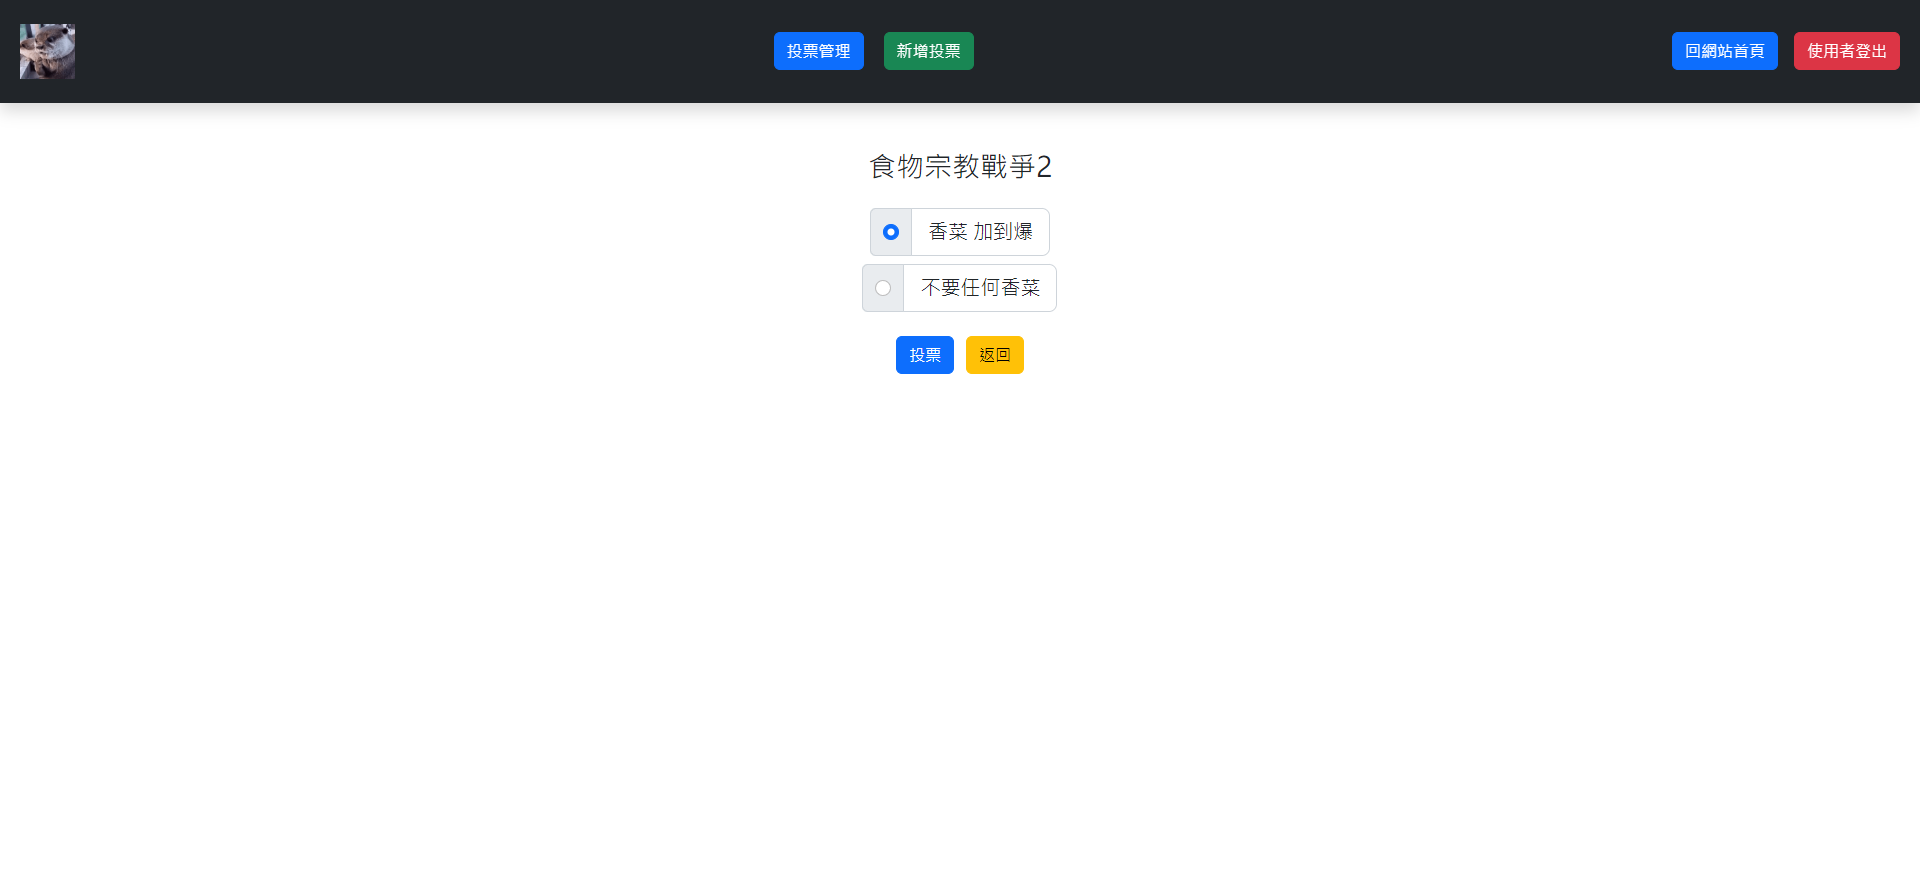 投票管理 新增投票 回網站首頁 使用者登出
食物宗教戰爭2
香菜 加到爆
不要任何香菜
投票 返回